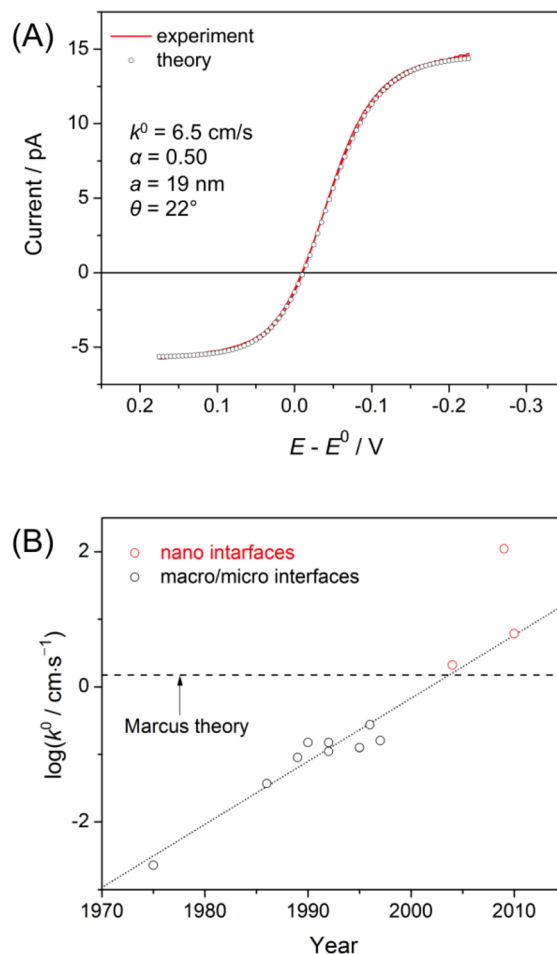 (A)
experiment
theory
k⁰ = 6.5 cm/s
α = 0.50
a = 19 nm
θ = 22°
Current / pA
15
10
5
0
-5
0.2 0.1 0.0 -0.1 -0.2 -0.3
E - E⁰ / V
(B)
nano intarfaces
macro/micro interfaces
log(k⁰ / cm·s⁻¹)
2
0
-2
Marcus theory
1970 1980 1990 2000 2010
Year